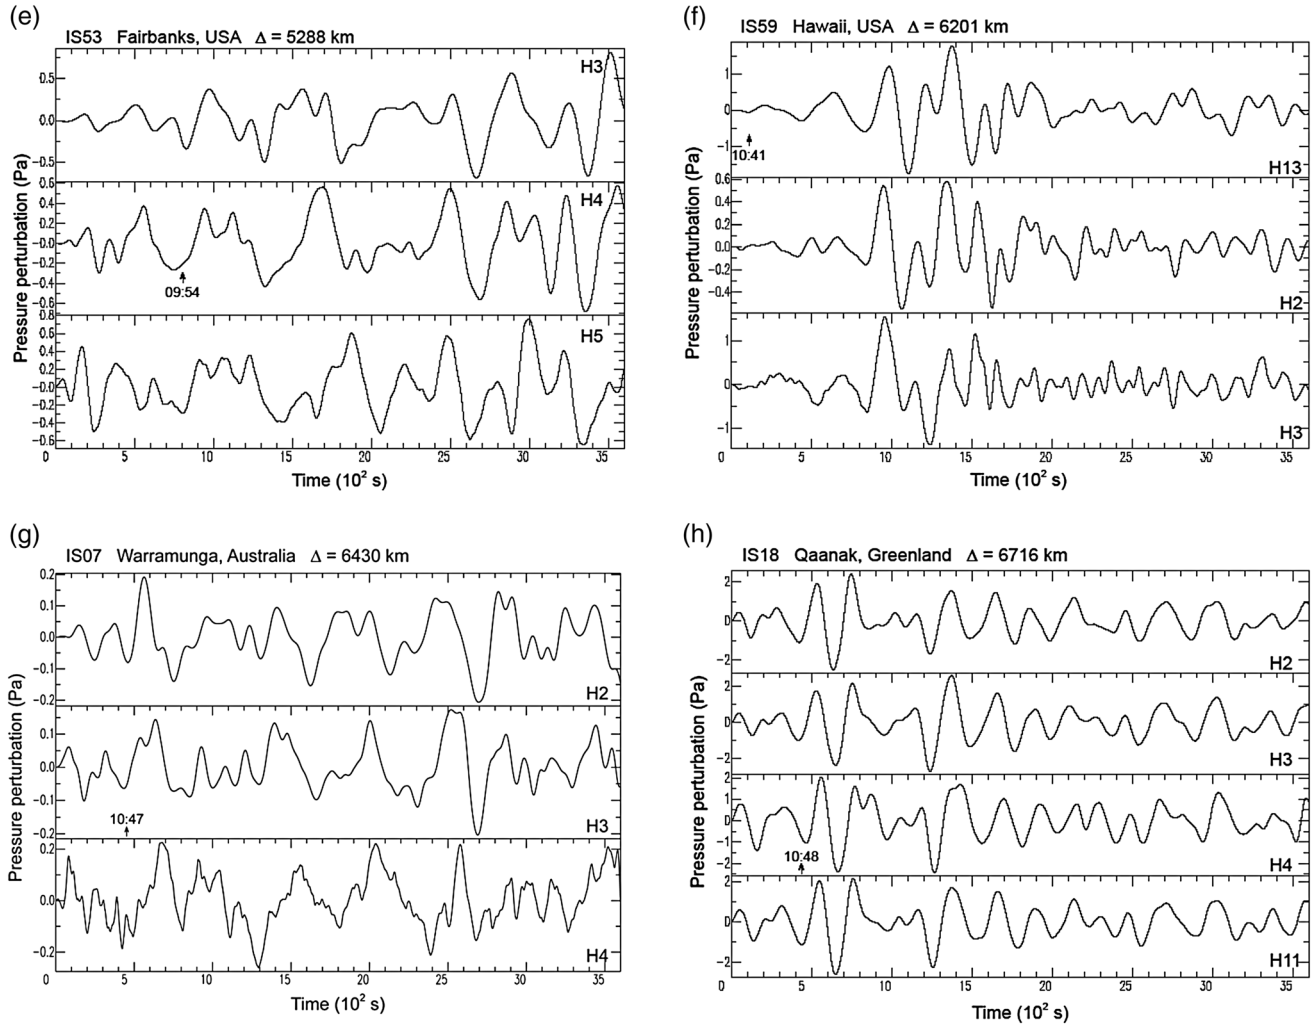 (e)
IS53 Fairbanks, USA Δ = 5288 km
Pressure perturbation (Pa)
Pressure perturbation (Pa)
0.5
0.0
-0.5
H3
0.6
0.4
0.2
-0.0
-0.2
-0.4
-0.6
H4
09:54
0.8
0.6
0.4
0.2
-0.0
-0.2
-0.4
-0.6
H5
0 5 10 15 20 25 30 35
Time (10² s)
(f)
IS59 Hawaii, USA Δ = 6201 km
Pressure perturbation (Pa)
1
0
-1
10:41
H13
0.6
0.4
0.2
0.0
-0.2
-0.4
H2
1
0
-1
H3
0 5 10 15 20 25 30 35
Time (10² s)
(g)
IS07 Warramunga, Australia Δ = 6430 km
Pressure perturbation (Pa)
0.2
0.1
0.0
-0.1
-0.2
H2
0.1
0.0
-0.1
-0.2
10:47
H3
0.2
0.0
-0.2
H4
0 5 10 15 20 25 30 35
Time (10² s)
(h)
IS18 Qaanak, Greenland Δ = 6716 km
Pressure perturbation (Pa)
2
0
-2
H2
2
0
-2
H3
2
1
0
-1
-2
10:48
H4
2
0
-2
H11
0 5 10 15 20 25 30 35
Time (10² s)